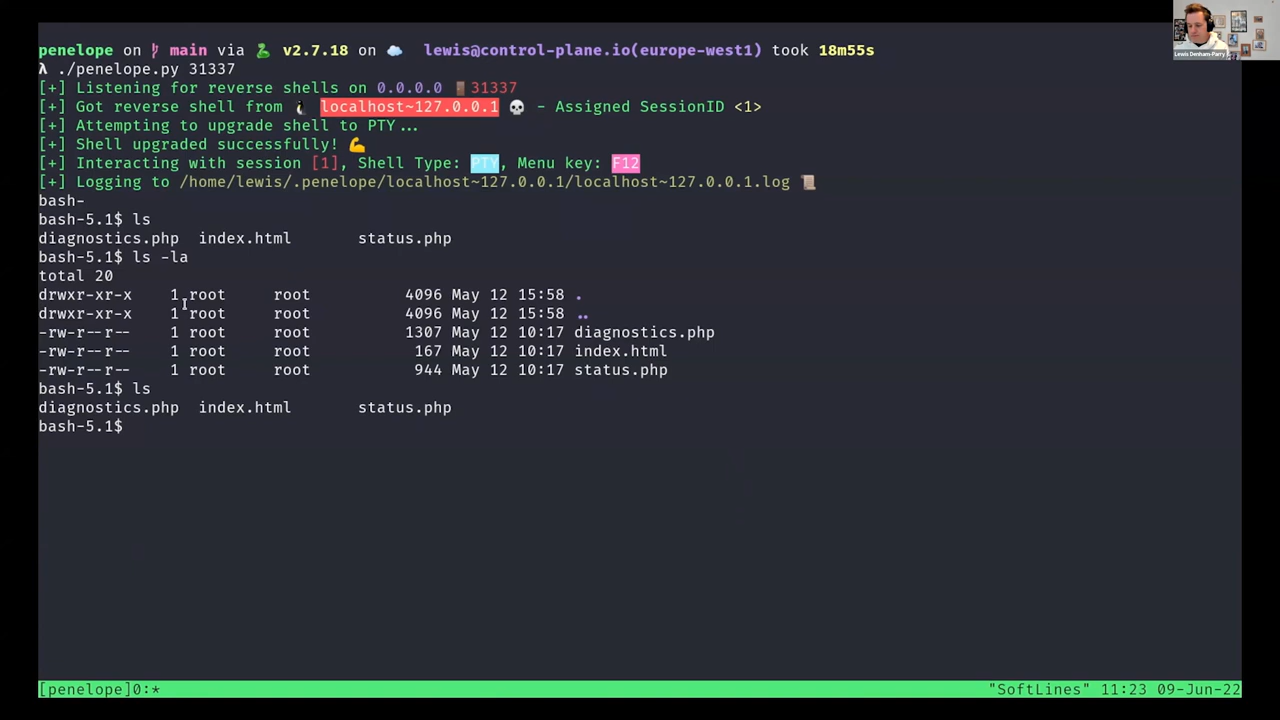 penelope on main via v2.7.18 on lewis@control-plane.io(europe-west1) took 18m55s
λ ./penelope.py 31337
[+] Listening for reverse shells on 0.0.0.0 🚪31337
[+] Got reverse shell from 🐧 localhost~127.0.0.1 💀 - Assigned SessionID <1>
[+] Attempting to upgrade shell to PTY...
[+] Shell upgraded successfully! 💪
[+] Interacting with session [1], Shell Type: PTY, Menu key: F12
[+] Logging to /home/lewis/.penelope/localhost~127.0.0.1/localhost~127.0.0.1.log 📜
bash-
bash-5.1$ ls
diagnostics.php index.html status.php
bash-5.1$ ls -la
total 20
drwxr-xr-x 1 root root 4096 May 12 15:58 .
drwxr-xr-x 1 root root 4096 May 12 15:58 ..
-rw-r--r-- 1 root root 1307 May 12 10:17 diagnostics.php
-rw-r--r-- 1 root root 167 May 12 10:17 index.html
-rw-r--r-- 1 root root 944 May 12 10:17 status.php
bash-5.1$ ls
diagnostics.php index.html status.php
bash-5.1$
[penelope]0:* "SoftLines" 11:23 09-Jun-22
Lewis Denham-Parry